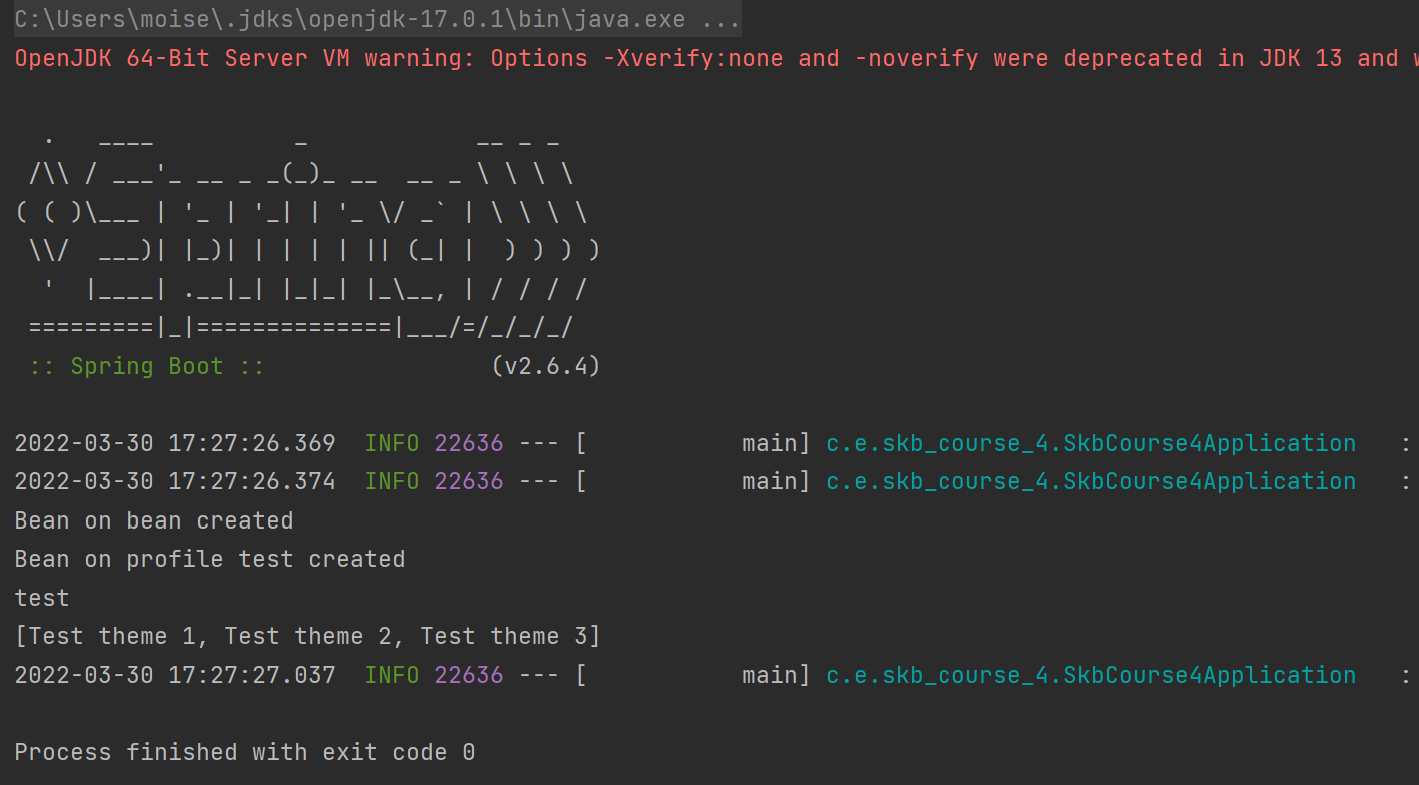 C:\Users\moise\.jdks\openjdk-17.0.1\bin\java.exe ...
OpenJDK 64-Bit Server VM warning: Options -Xverify:none and -noverify were deprecated in JDK 13 and
  .   ____          _            __ _ _
 /\\ / ___'_ __ _ _(_)_ __  __ _ \ \ \ \
( ( )\___ | '_ | '_| | '_ \/ _` | \ \ \ \
 \\/  ___)| |_)| | | | | || (_| |  ) ) ) )
  '  |____| .__|_| |_|_| |_\__, | / / / /
 =========|_|==============|___/=/_/_/_/
 :: Spring Boot ::                (v2.6.4)
2022-03-30 17:27:26.369  INFO 22636 --- [           main] c.e.skb_course_4.SkbCourse4Application   :
2022-03-30 17:27:26.374  INFO 22636 --- [           main] c.e.skb_course_4.SkbCourse4Application   :
Bean on bean created
Bean on profile test created
test
[Test theme 1, Test theme 2, Test theme 3]
2022-03-30 17:27:27.037  INFO 22636 --- [           main] c.e.skb_course_4.SkbCourse4Application   :
Process finished with exit code 0